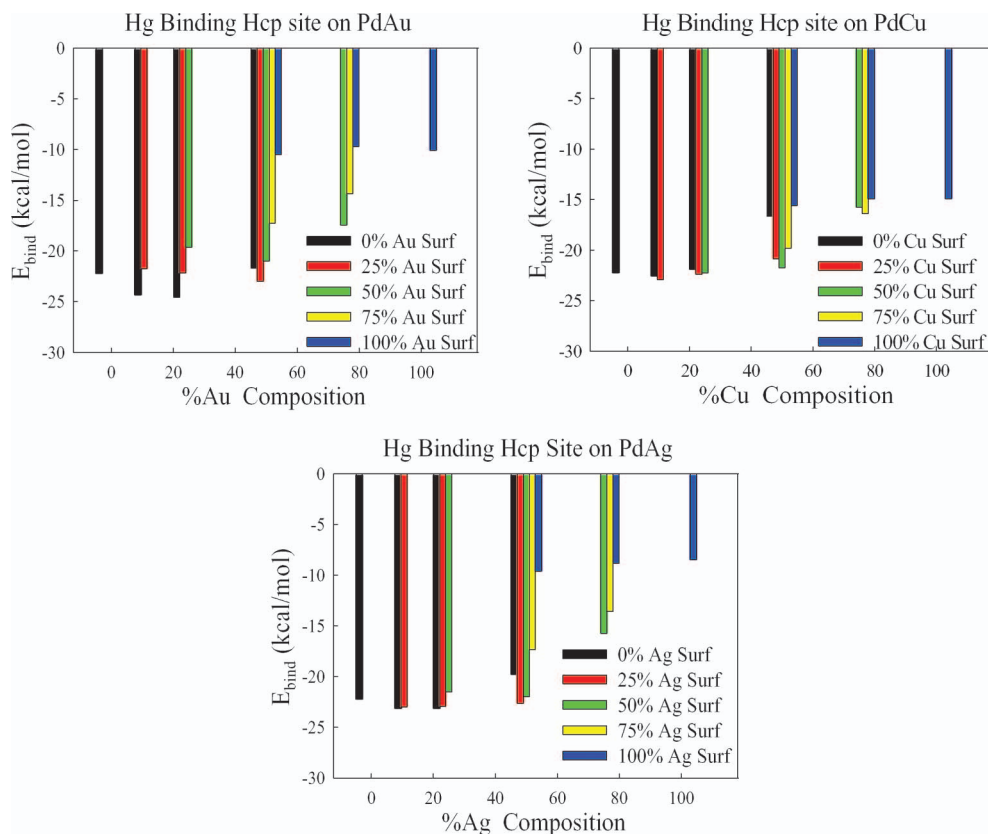 Hg Binding Hcp site on PdAu
0
-5
-10
-15
-20
-25
-30
E_bind (kcal/mol)
0% Au Surf
25% Au Surf
50% Au Surf
75% Au Surf
100% Au Surf
0 20 40 60 80 100
%Au Composition
Hg Binding Hcp site on PdCu
0
-5
-10
-15
-20
-25
-30
E_bind (kcal/mol)
0% Cu Surf
25% Cu Surf
50% Cu Surf
75% Cu Surf
100% Cu Surf
0 20 40 60 80 100
%Cu Composition
Hg Binding Hcp Site on PdAg
0
-5
-10
-15
-20
-25
-30
E_bind (kcal/mol)
0% Ag Surf
25% Ag Surf
50% Ag Surf
75% Ag Surf
100% Ag Surf
0 20 40 60 80 100
%Ag Composition